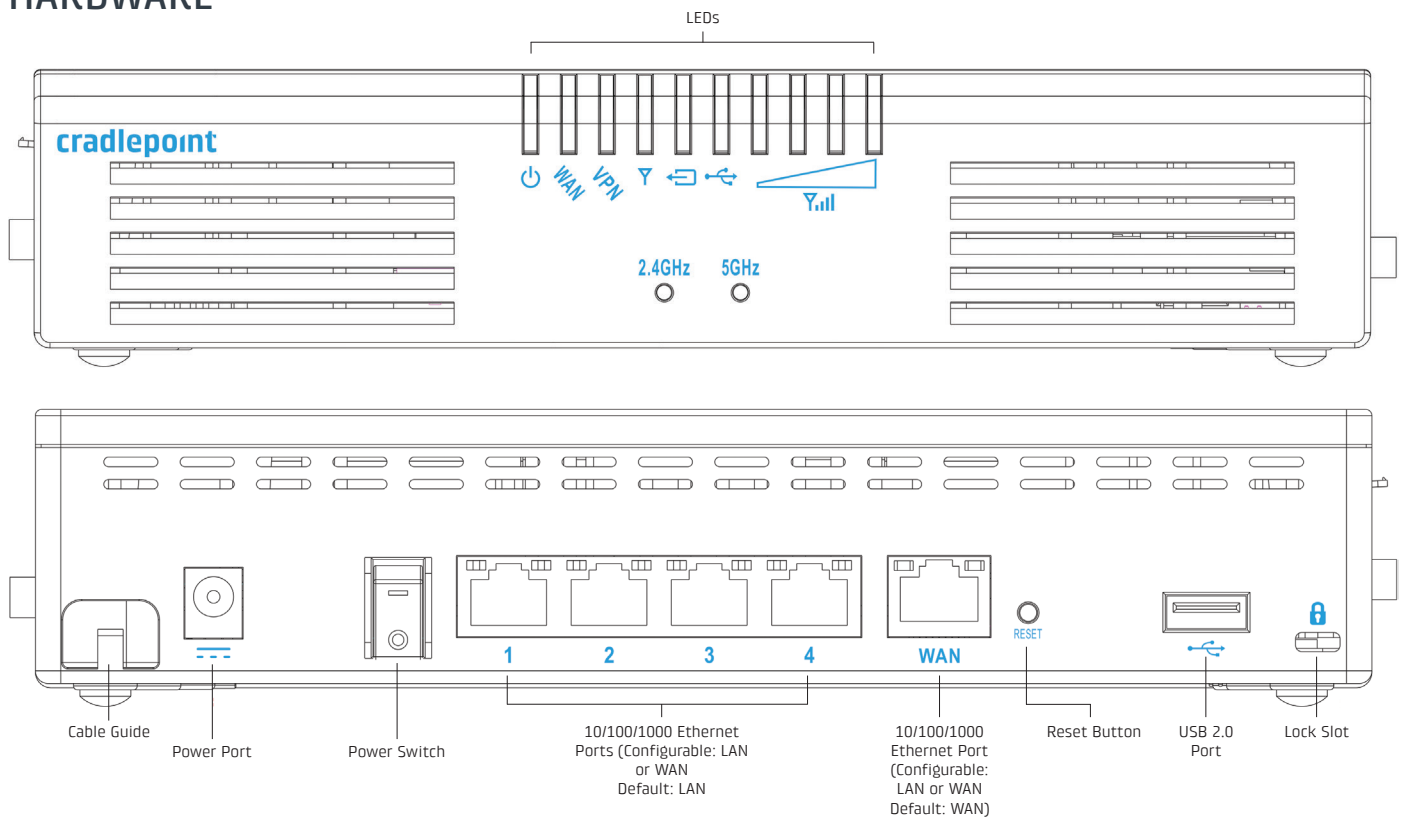 HARDWARE
LEDs
cradlepoint
WAN
VPN
2.4GHz 5GHz
RESET
1 2 3 4 WAN
Cable Guide
Power Port
Power Switch
10/100/1000 Ethernet
Ports (Configurable: LAN
or WAN
Default: LAN
10/100/1000
Ethernet Port
(Configurable:
LAN or WAN
Default: WAN)
Reset Button
USB 2.0
Port
Lock Slot